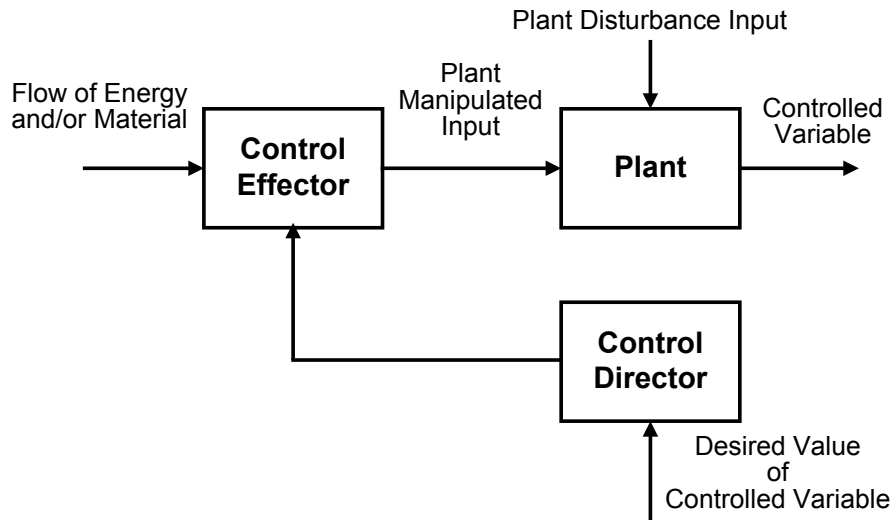 Plant Disturbance Input
Flow of Energy
and/or Material
Control
Effector
Plant
Manipulated
Input
Plant
Controlled
Variable
Control
Director
Desired Value
of
Controlled Variable